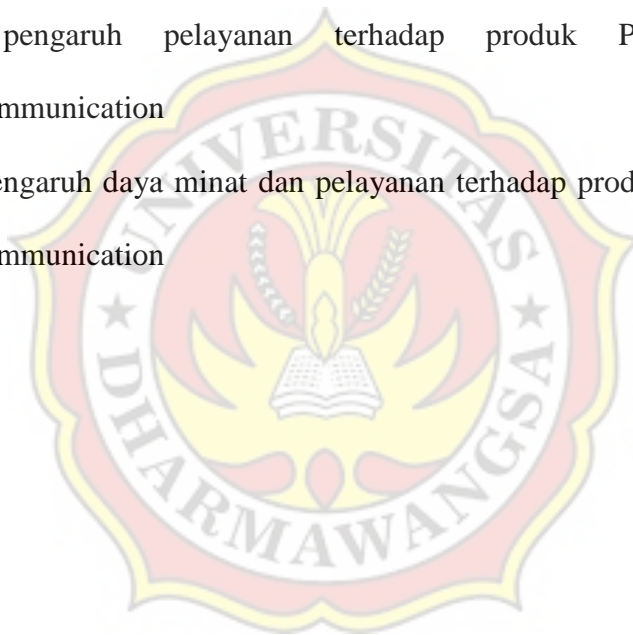 pengaruh pelayanan terhadap produk P
mmunication
engaruh daya minat dan pelayanan terhadap prod
mmunication
UNIVERSITAS
DHARMAWANGSA